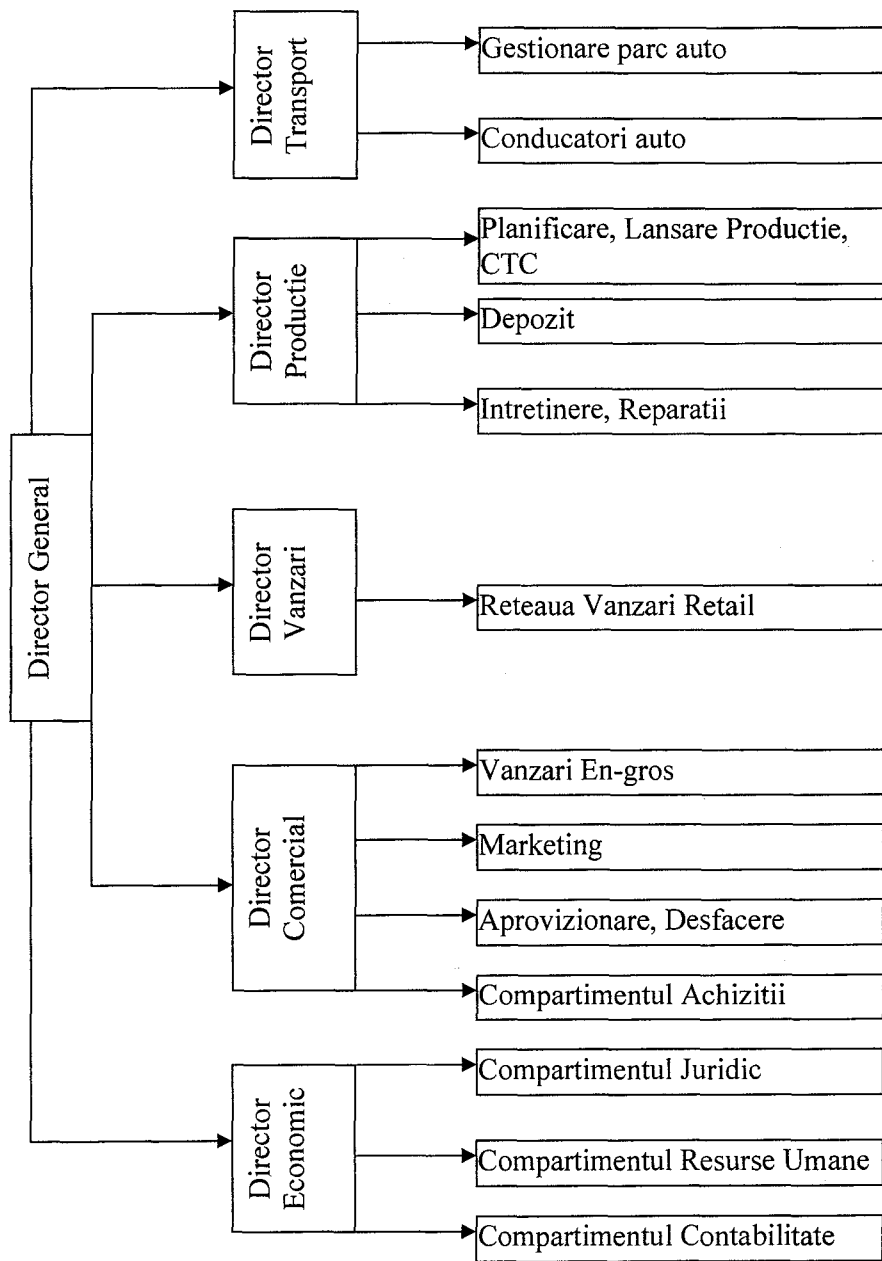 Director General
Director
Transport
Gestionare parc auto
Conducatori auto
Director
Productie
Planificare, Lansare Productie,
CTC
Depozit
Intretinere, Reparatii
Director
Vanzari
Reteaua Vanzari Retail
Director
Comercial
Vanzari En-gros
Marketing
Aprovizionare, Desfacere
Compartimentul Achizitii
Director
Economic
Compartimentul Juridic
Compartimentul Resurse Umane
Compartimentul Contabilitate